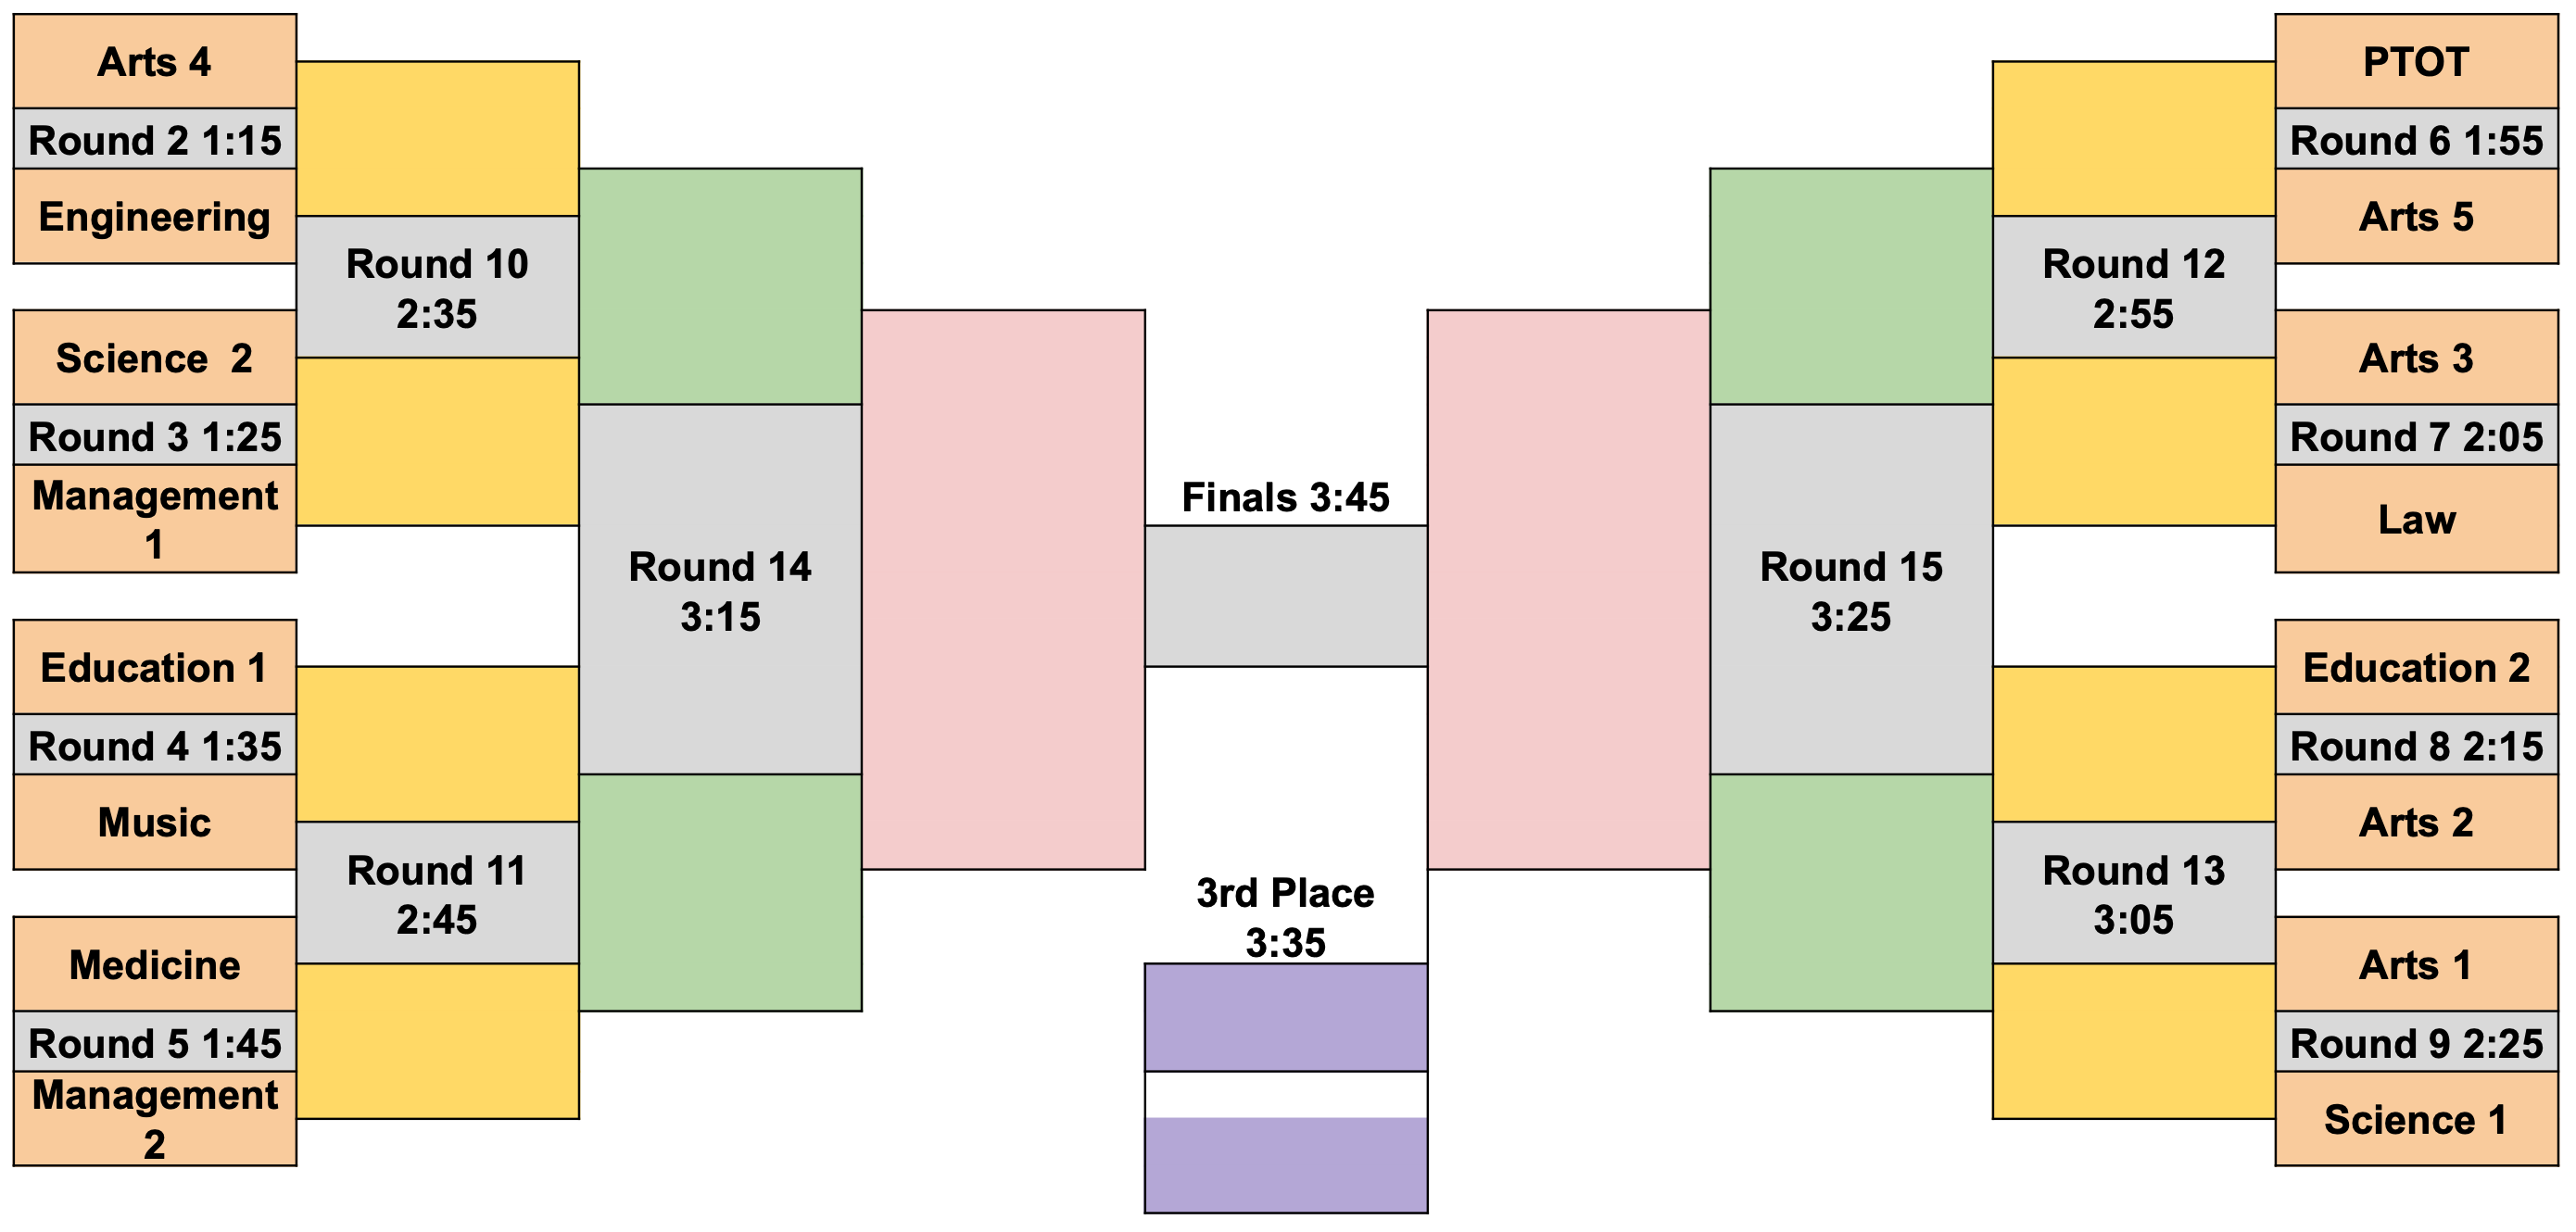 Arts 4
Round 2 1:15
Engineering
Science  2
Round 3 1:25
Management
1
Education 1
Round 4 1:35
Music
Medicine
Round 5 1:45
Management
2
Round 10
2:35
Round 11
2:45
Round 14
3:15
Finals 3:45
3rd Place
3:35
Round 15
3:25
Round 12
2:55
Round 13
3:05
PTOT
Round 6 1:55
Arts 5
Arts 3
Round 7 2:05
Law
Education 2
Round 8 2:15
Arts 2
Arts 1
Round 9 2:25
Science 1